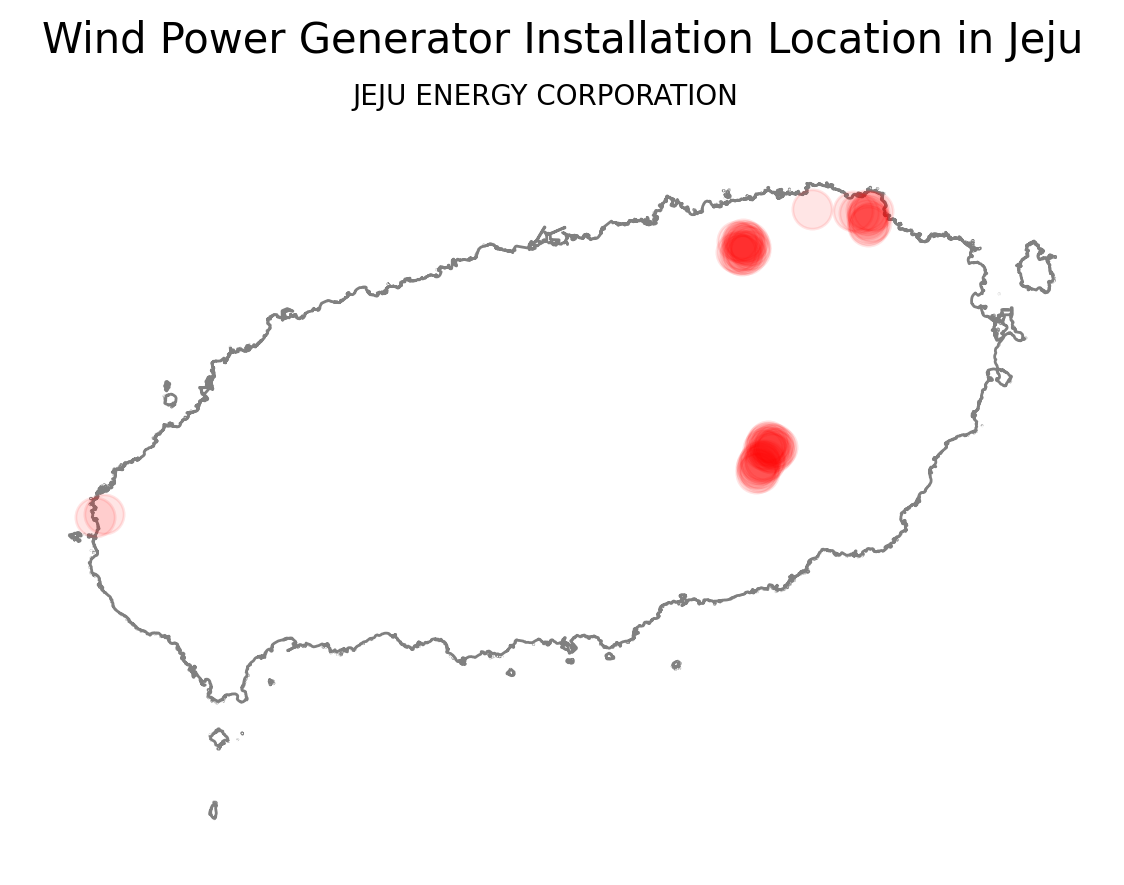 Wind Power Generator Installation Location in Jeju
JEJU ENERGY CORPORATION